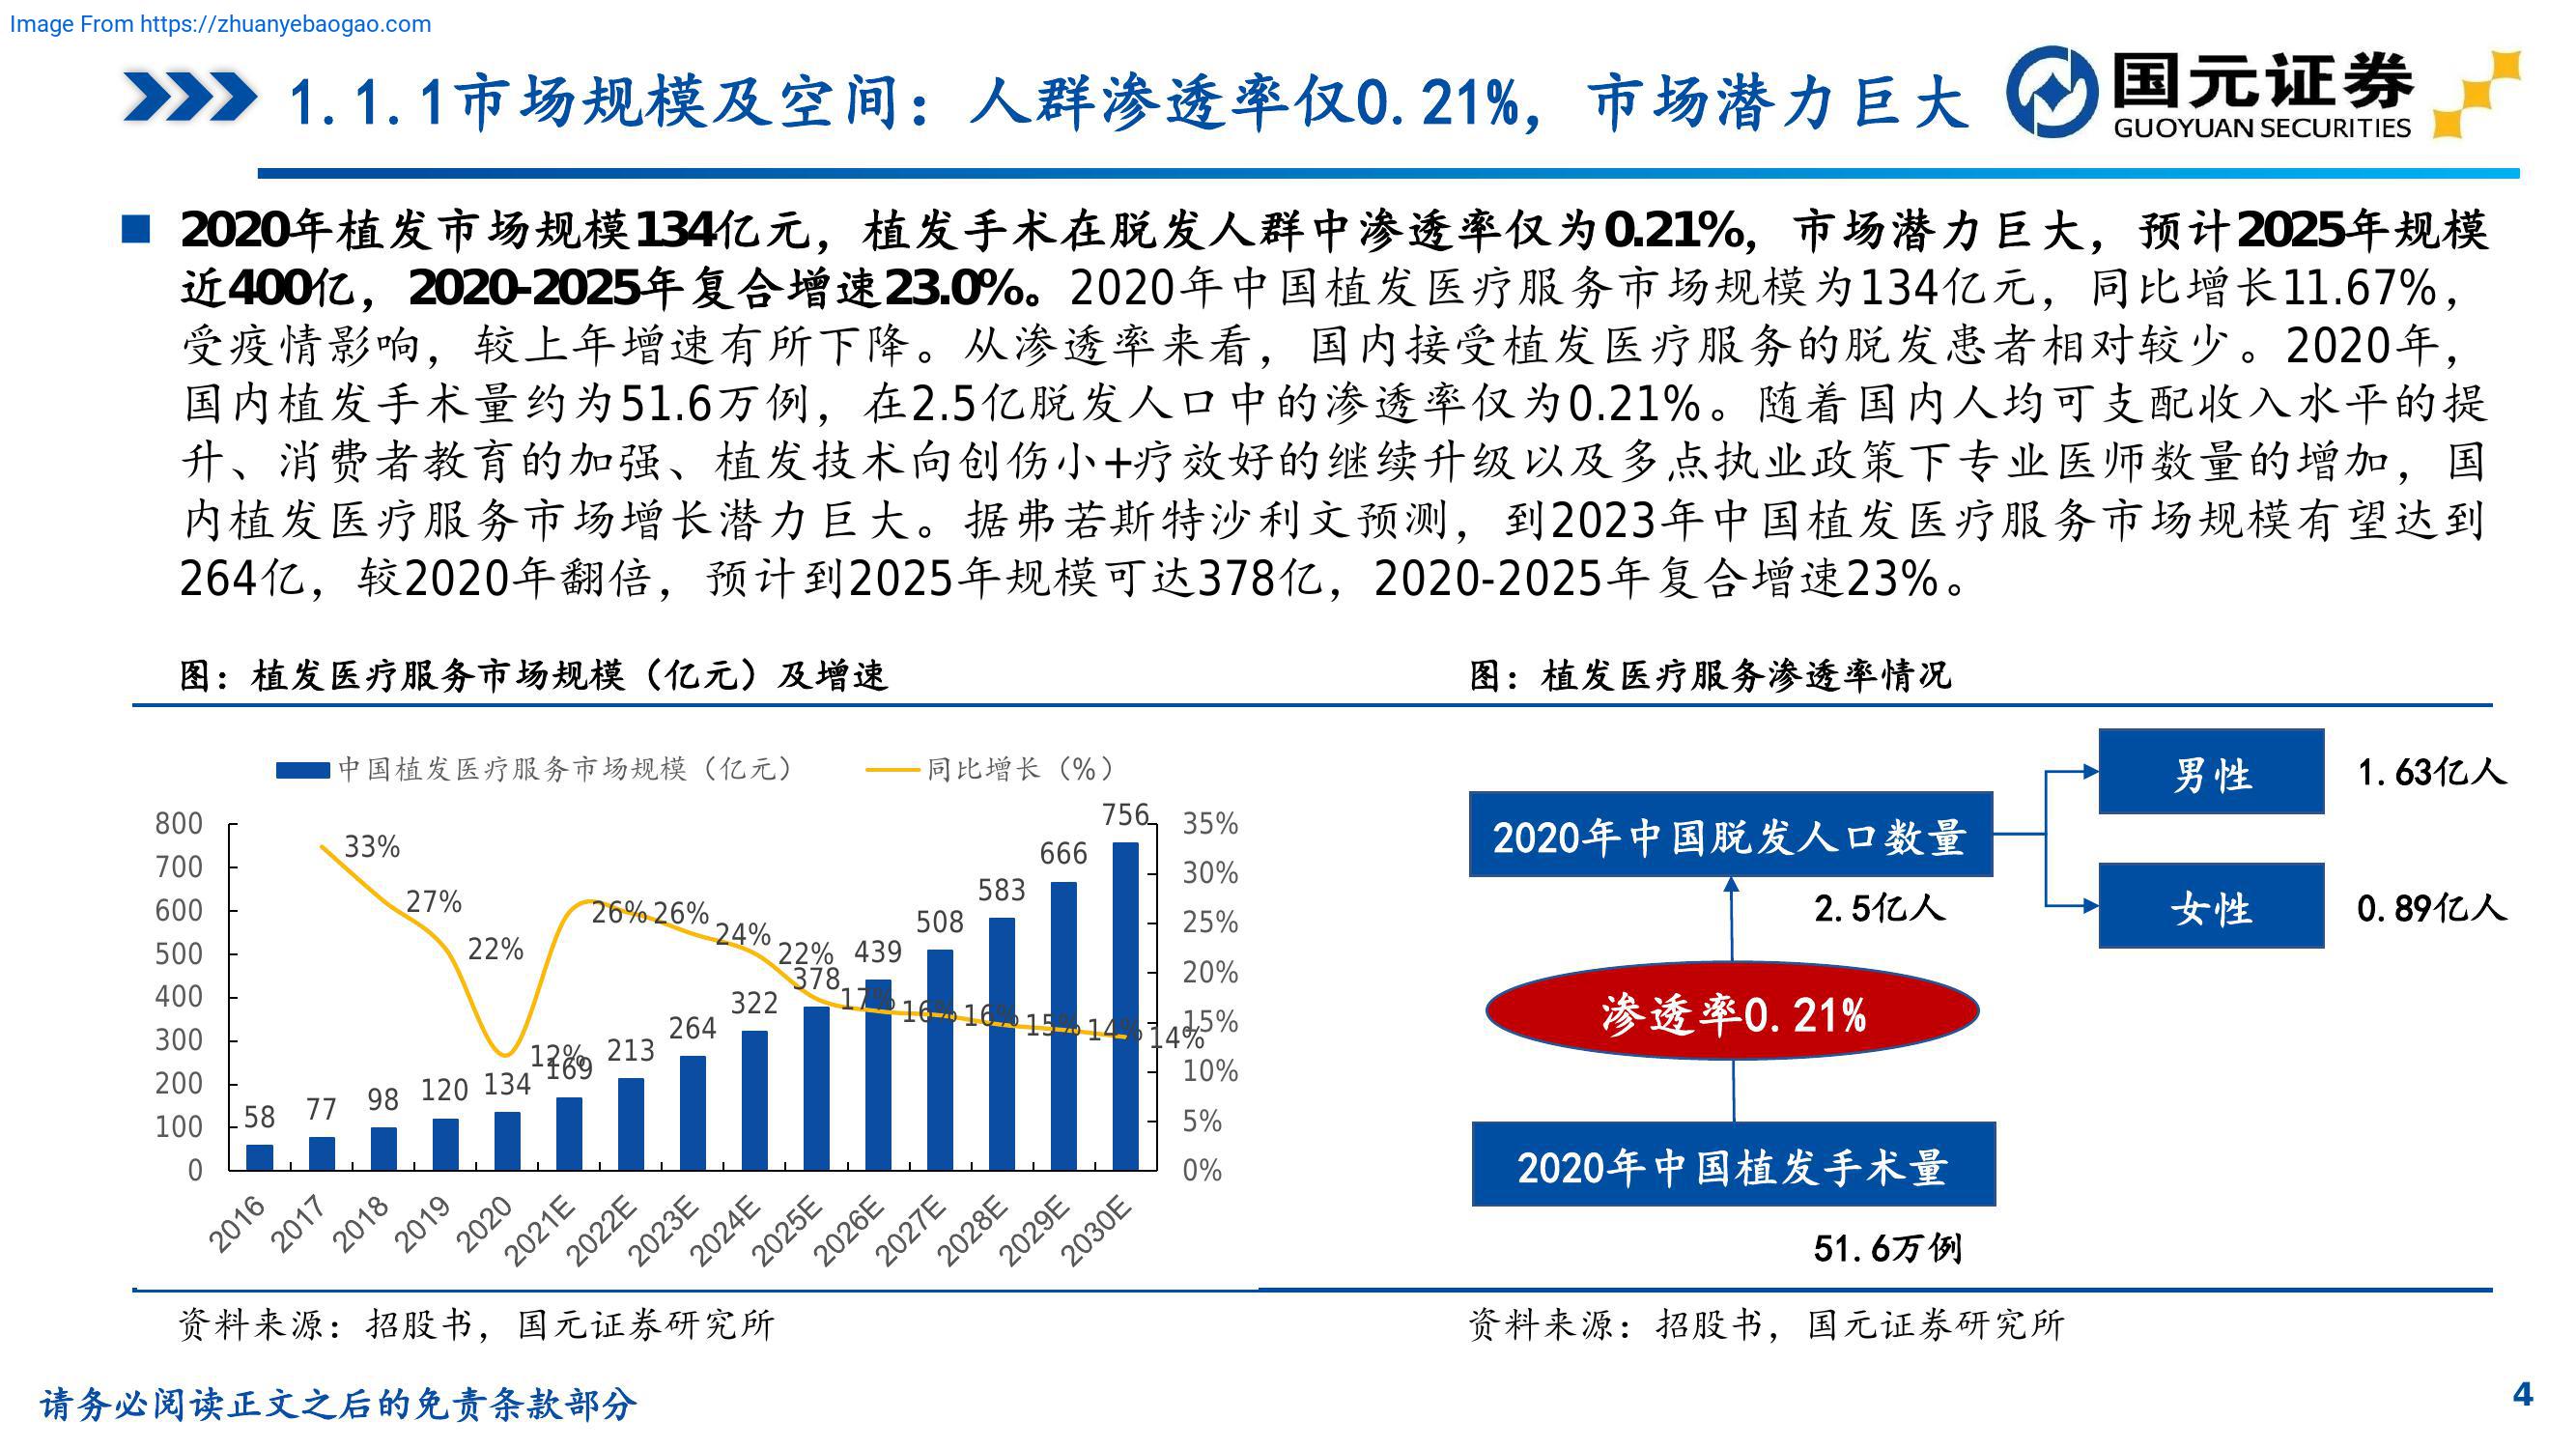 Image From https://zhuanyebaogao.com
1.1.1市场规模及空间：人群渗透率仅0.21%，市场潜力巨大
国元证券
GUOYUAN SECURITIES
2020年植发市场规模134亿元，植发手术在脱发人群中渗透率仅为0.21%，市场潜力巨大，预计2025年规模
近400亿，2020-2025年复合增速23.0%。2020年中国植发医疗服务市场规模为134亿元，同比增长11.67%，
受疫情影响，较上年增速有所下降。从渗透率来看，国内接受植发医疗服务的脱发患者相对较少。2020年，
国内植发手术量约为51.6万例，在2.5亿脱发人口中的渗透率仅为0.21%。随着国内人均可支配收入水平的提
升、消费者教育的加强、植发技术向创伤小+疗效好的继续升级以及多点执业政策下专业医师数量的增加，国
内植发医疗服务市场增长潜力巨大。据弗若斯特沙利文预测，到2023年中国植发医疗服务市场规模有望达到
264亿，较2020年翻倍，预计到2025年规模可达378亿，2020-2025年复合增速23%。
图：植发医疗服务市场规模（亿元）及增速
中国植发医疗服务市场规模（亿元）
同比增长（%）
800
700
600
500
400
300
200
100
0
35%
30%
25%
20%
15%
10%
5%
0%
33%
27%
22%
12%
26%
26%
24%
22%
17%
16%
16%
15%
14%
14%
58
77
98
120
134
169
213
264
322
378
439
508
583
666
756
2016
2017
2018
2019
2020
2021E
2022E
2023E
2024E
2025E
2026E
2027E
2028E
2029E
2030E
资料来源：招股书，国元证券研究所
图：植发医疗服务渗透率情况
2020年中国脱发人口数量
2.5亿人
男性
1.63亿人
女性
0.89亿人
渗透率0.21%
2020年中国植发手术量
51.6万例
资料来源：招股书，国元证券研究所
请务必阅读正文之后的免责条款部分
4